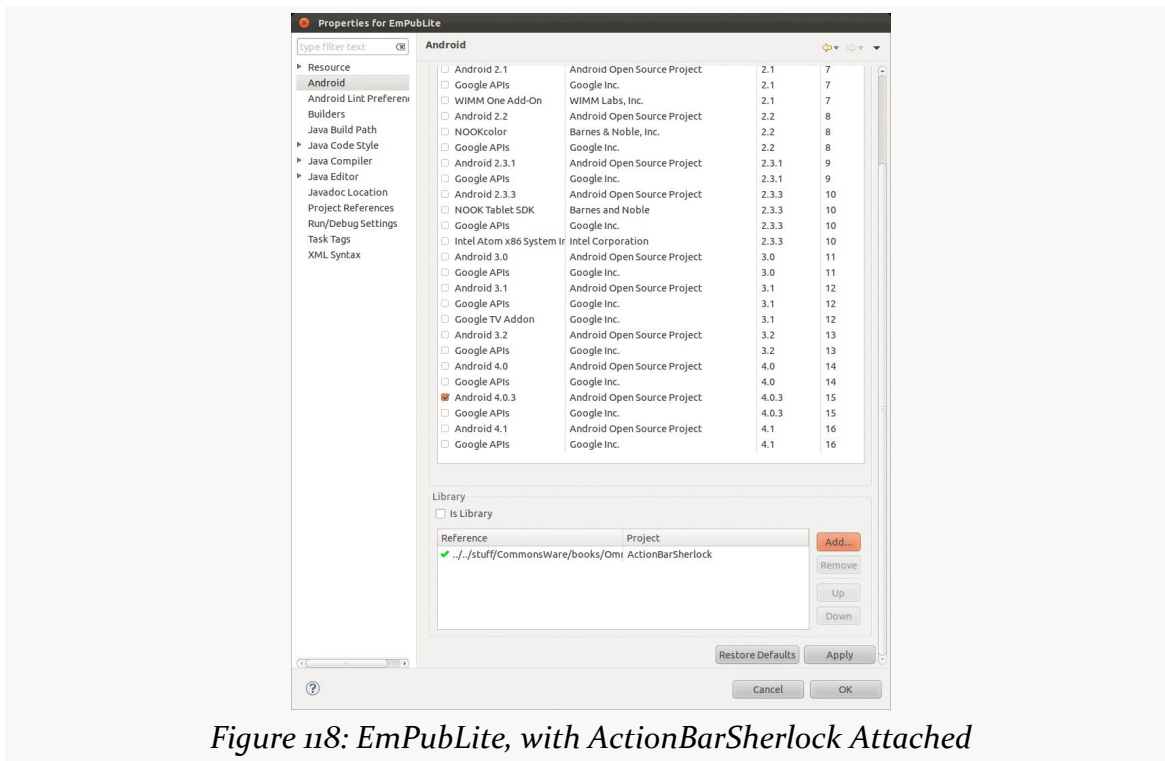 Properties for EmPubLite
type filter text
Resource
Android
Android Lint Preferen
Builders
Java Build Path
Java Code Style
Java Compiler
Java Editor
Javadoc Location
Project References
Run/Debug Settings
Task Tags
XML Syntax
Android
Android 2.1 Android Open Source Project 2.1 7
Google APIs Google Inc. 2.1 7
WIMM One Add-On WIMM Labs, Inc. 2.1 7
Android 2.2 Android Open Source Project 2.2 8
NOOKcolor Barnes & Noble, Inc. 2.2 8
Google APIs Google Inc. 2.2 8
Android 2.3.1 Android Open Source Project 2.3.1 9
Google APIs Google Inc. 2.3.1 9
Android 2.3.3 Android Open Source Project 2.3.3 10
NOOK Tablet SDK Barnes and Noble 2.3.3 10
Google APIs Google Inc. 2.3.3 10
Intel Atom x86 System Ir Intel Corporation 2.3.3 10
Android 3.0 Android Open Source Project 3.0 11
Google APIs Google Inc. 3.0 11
Android 3.1 Android Open Source Project 3.1 12
Google APIs Google Inc. 3.1 12
Google TV Addon Google Inc. 3.1 12
Android 3.2 Android Open Source Project 3.2 13
Google APIs Google Inc. 3.2 13
Android 4.0 Android Open Source Project 4.0 14
Google APIs Google Inc. 4.0 14
Android 4.0.3 Android Open Source Project 4.0.3 15
Google APIs Google Inc. 4.0.3 15
Android 4.1 Android Open Source Project 4.1 16
Google APIs Google Inc. 4.1 16
Library
Is Library
Reference Project
../../stuff/CommonsWare/books/Omi ActionBarSherlock
Add...
Remove
Up
Down
Restore Defaults Apply
Cancel OK
Figure 118: EmPubLite, with ActionBarSherlock Attached